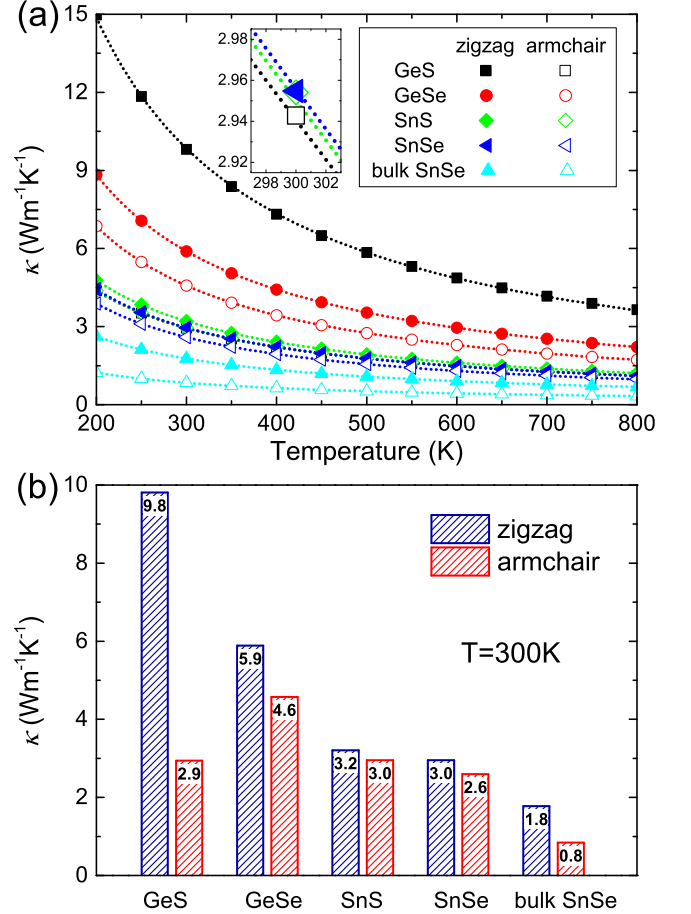 (a)
15
12
9
6
3
0
κ (Wm⁻¹K⁻¹)
2.98
2.96
2.94
2.92
298 300 302
zigzag armchair
GeS
GeSe
SnS
SnSe
bulk SnSe
200 300 400 500 600 700 800
Temperature (K)
(b)
10
8
6
4
2
0
κ (Wm⁻¹K⁻¹)
zigzag
armchair
T=300K
9.8
2.9
5.9
4.6
3.2
3.0
3.0
2.6
1.8
0.8
GeS GeSe SnS SnSe bulk SnSe